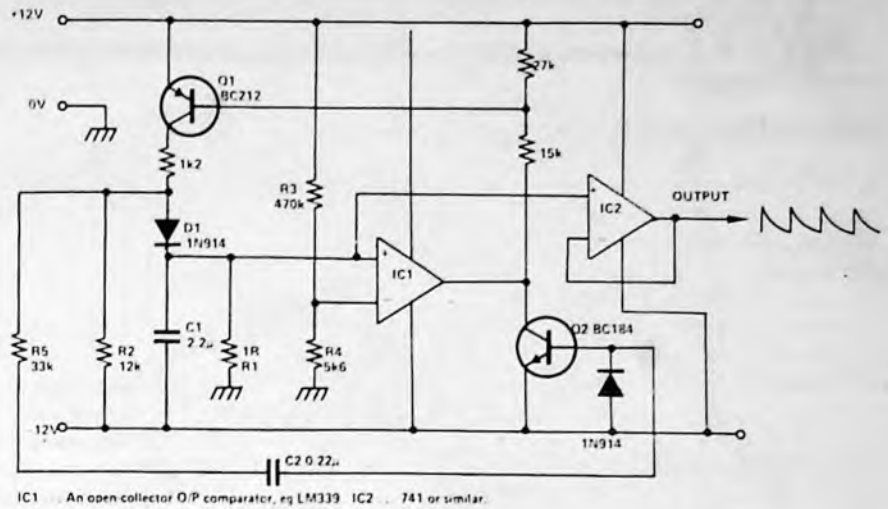 +12V
Q1
BC212
27k
0V
1k2
15k
R3
470k
IC2
OUTPUT
D1
1N914
IC1
C1
2.2µ
Q2 BC184
R5
33k
R2
12k
1R
R1
R4
5k6
-12V
1N914
C2 0.22µ
IC1 ... An open collector O/P comparator, eg LM339 IC2 ... 741 or similar.